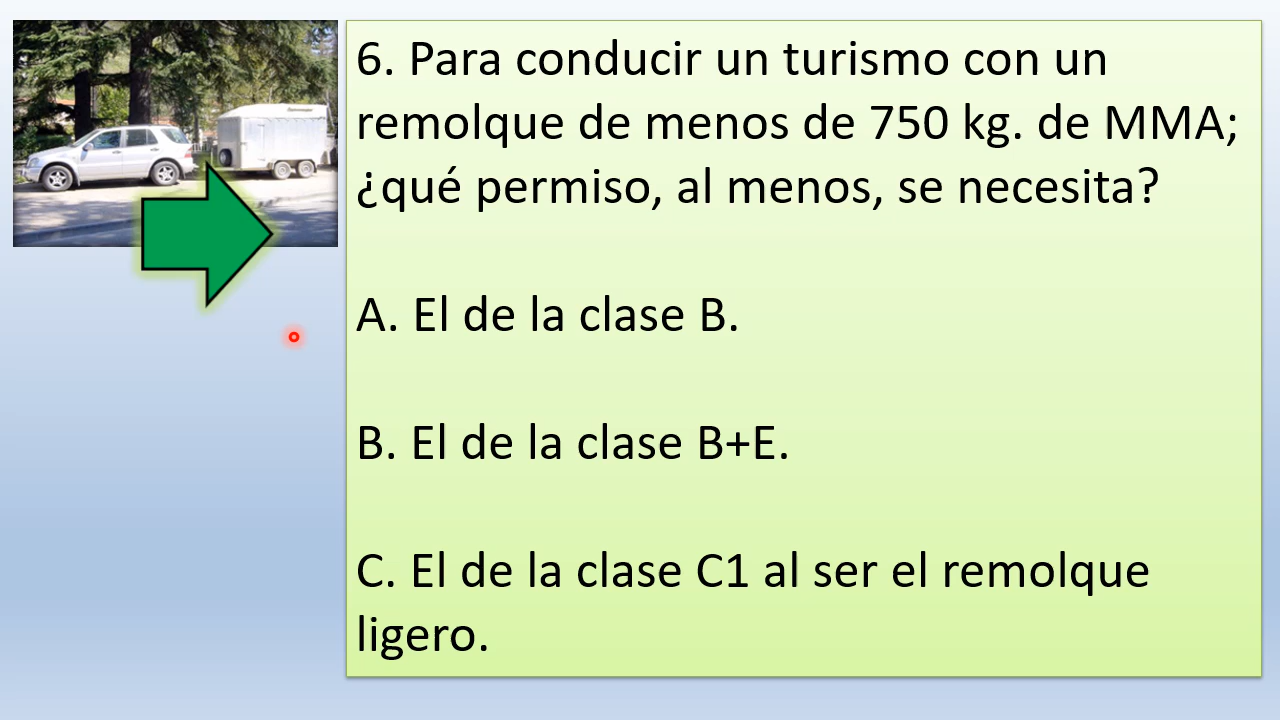 6. Para conducir un turismo con un
remolque de menos de 750 kg. de MMA;
¿qué permiso, al menos, se necesita?
A. El de la clase B.
B. El de la clase B+E.
C. El de la clase C1 al ser el remolque
ligero.